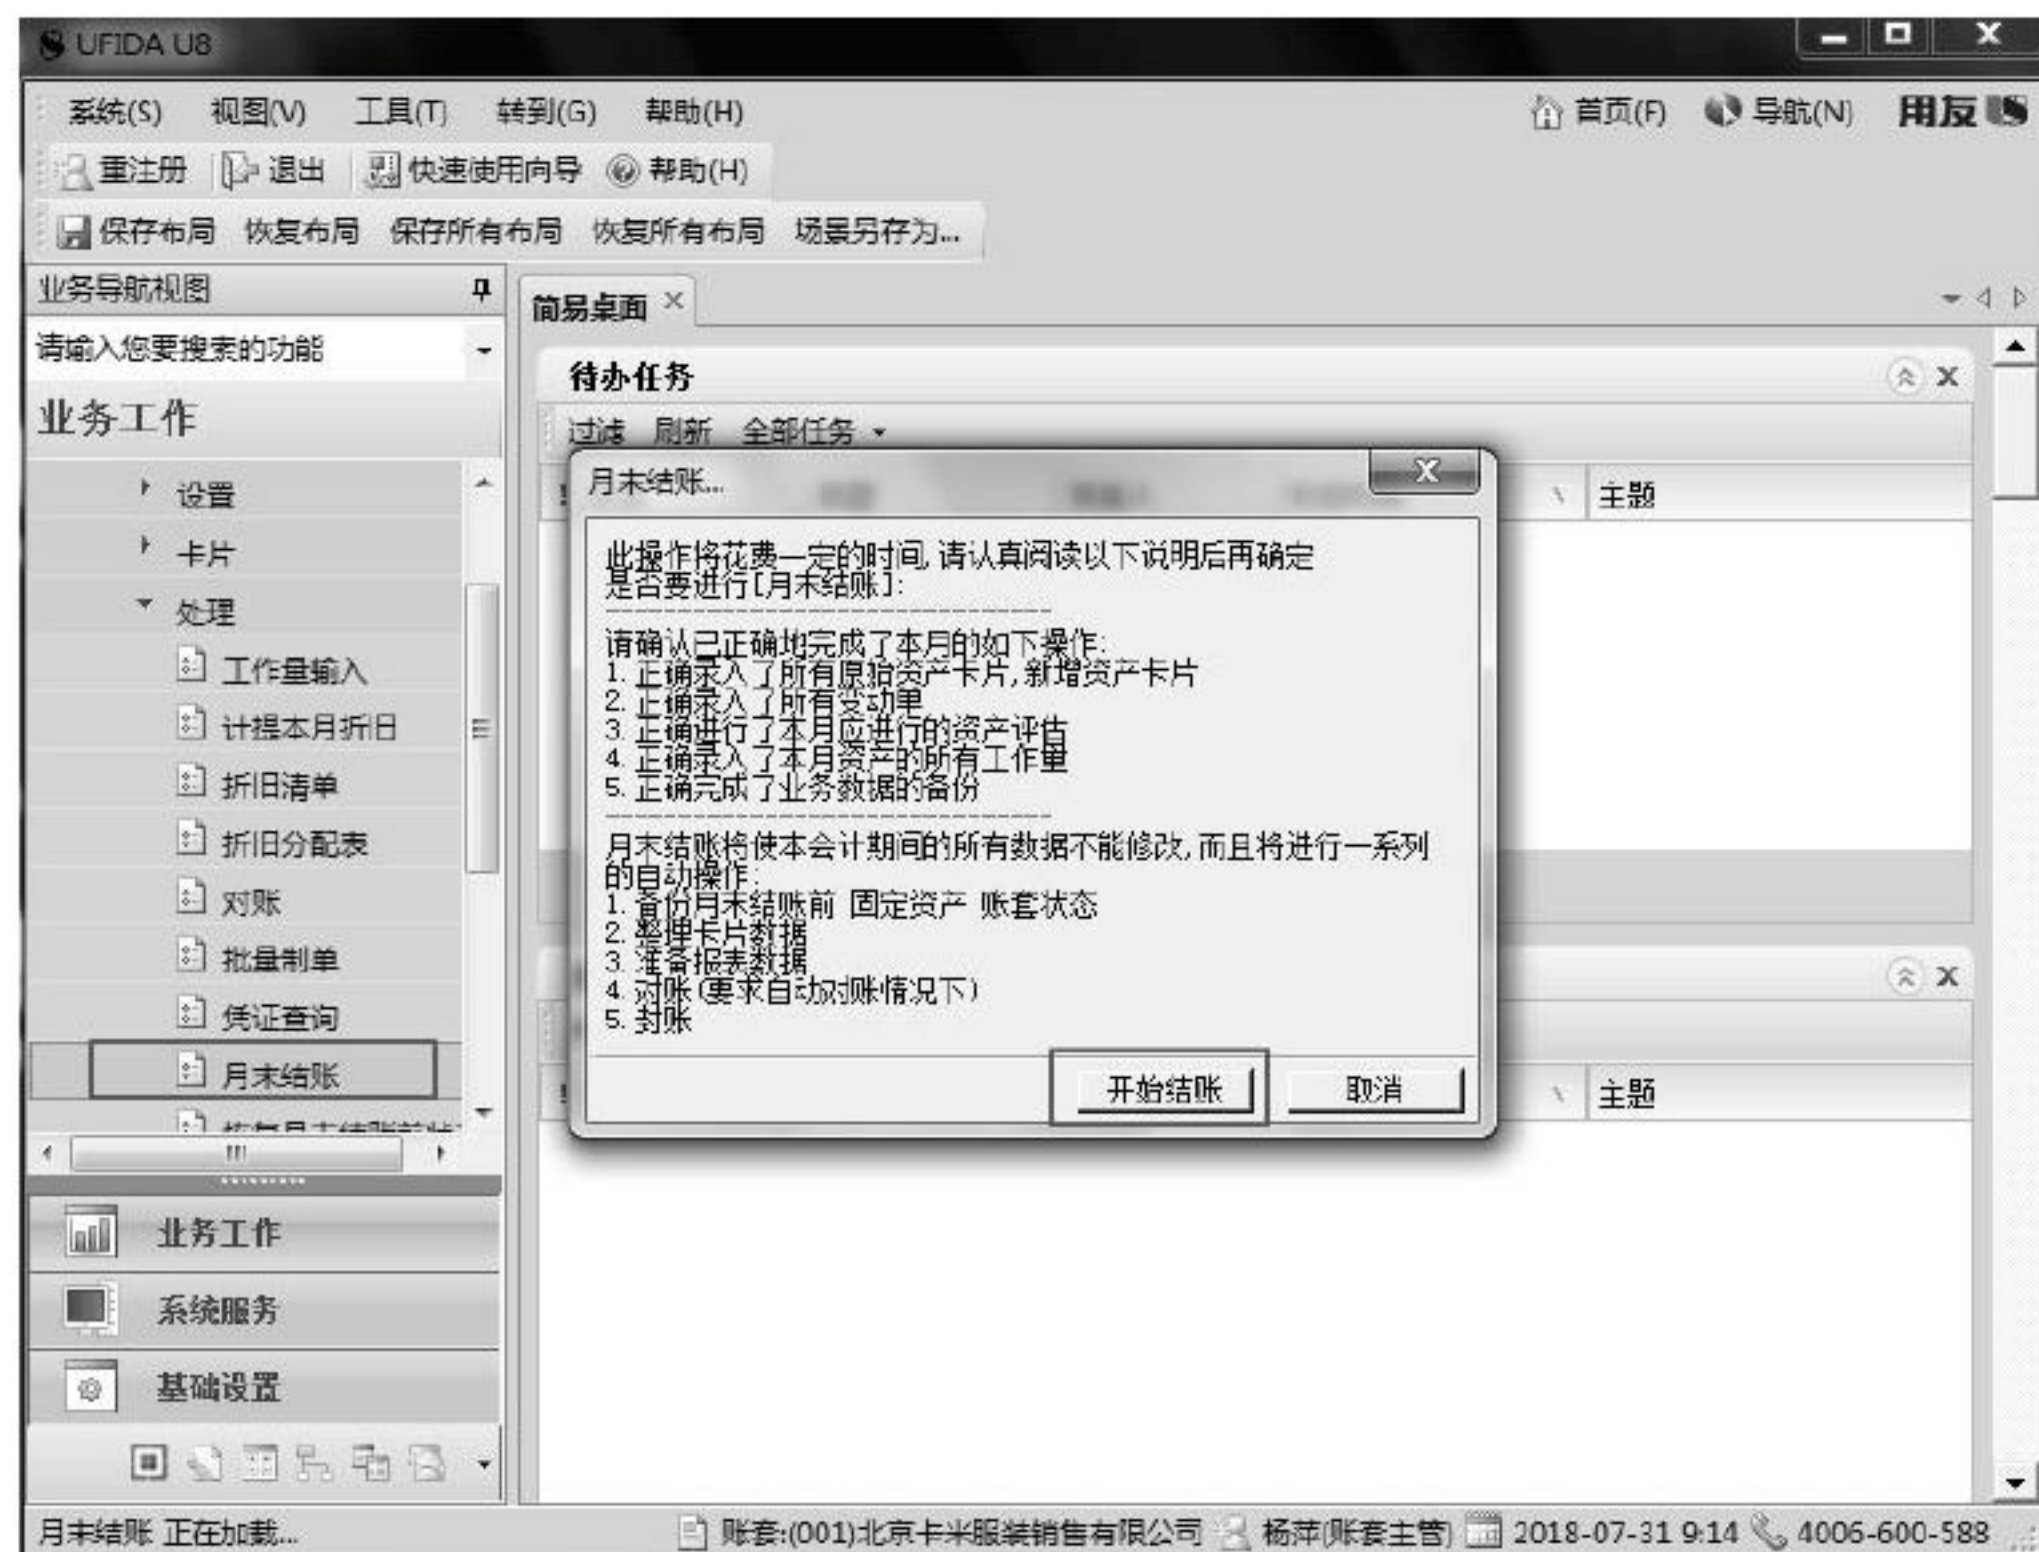 UFIDA U8
系统(S) 视图(V) 工具(T) 转到(G) 帮助(H) 首页(F) 导航(N) 用友
重注册 退出 快速使用向导 帮助(H)
保存布局 恢复布局 保存所有布局 恢复所有布局 场景另存为...
业务导航视图
简易桌面
请输入您要搜索的功能
待办任务
业务工作
过滤 刷新 全部任务
设置
卡片
处理
工作量输入
计提本月折旧
折旧清单
折旧分配表
对账
批量制单
凭证查询
月末结账
月末结账...
主题
此操作将花费一定的时间,请认真阅读以下说明后再确定
是否要进行[月末结账]:
请确认已正确地完成了本月的如下操作:
1. 正确录入了所有原始资产卡片,新增资产卡片
2. 正确录入了所有变动单
3. 正确进行了本月应进行的资产评估
4. 正确录入了本月资产的所有工作量
5. 正确完成了业务数据的备份
月末结账将使本会计期间的所有数据不能修改,而且将进行一系列
的自动操作:
1. 备份月末结账前 固定资产 账套状态
2. 整理卡片数据
3. 准备报表数据
4. 对账(要求自动对账情况下)
5. 封账
开始结账 取消
主题
业务工作
系统服务
基础设置
月末结账 正在加载... 账套:(001)北京卡米服装销售有限公司 杨萍(账套主管) 2018-07-31 9:14 4006-600-588